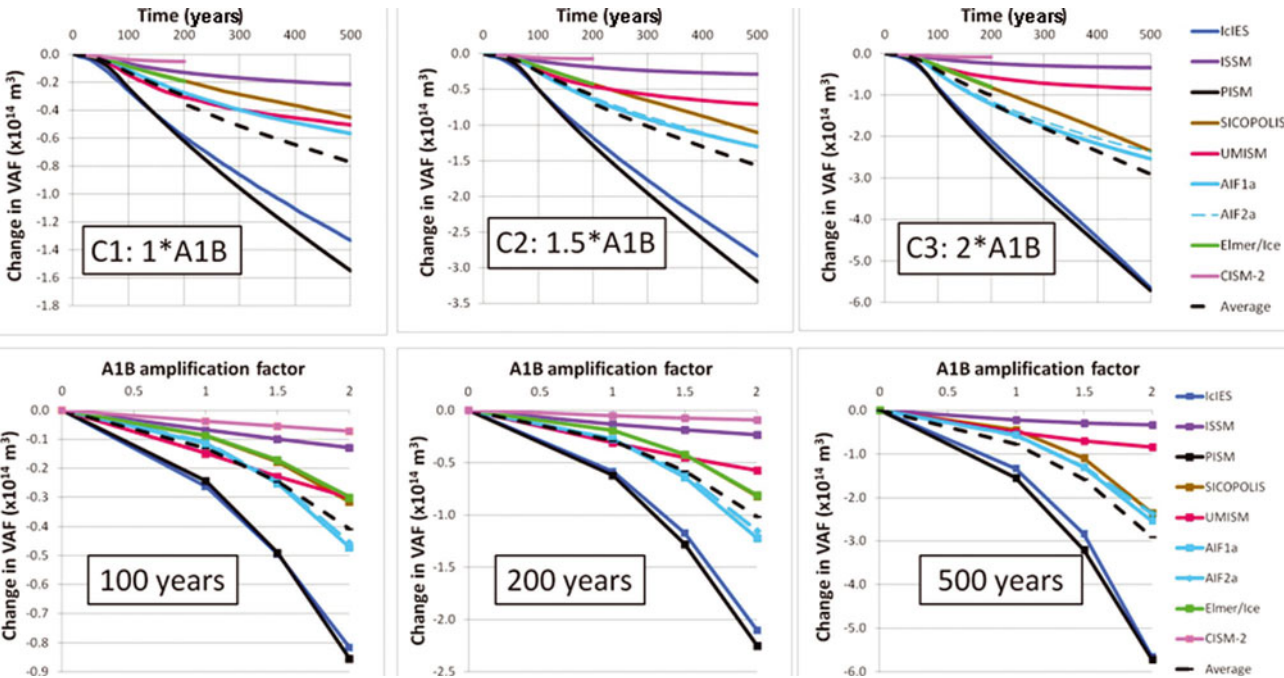 Time (years)
0 100 200 300 400 500
0.0
-0.2
-0.4
-0.6
-0.8
-1.0
-1.2
-1.4
-1.6
-1.8
Change in VAF (x10¹⁴ m³)
C1: 1*A1B
Time (years)
0 100 200 300 400 500
0.0
-0.5
-1.0
-1.5
-2.0
-2.5
-3.0
-3.5
Change in VAF (x10¹⁴ m³)
C2: 1.5*A1B
Time (years)
0 100 200 300 400 500
0.0
-1.0
-2.0
-3.0
-4.0
-5.0
-6.0
Change in VAF (x10¹⁴ m³)
C3: 2*A1B
IcIES
ISSM
PISM
SICOPOLIS
UMISM
AIF1a
AIF2a
Elmer/Ice
CISM-2
Average
A1B amplification factor
0 0.5 1 1.5 2
0.0
-0.1
-0.2
-0.3
-0.4
-0.5
-0.6
-0.7
-0.8
-0.9
Change in VAF (x10¹⁴ m³)
100 years
A1B amplification factor
0 0.5 1 1.5 2
0.0
-0.5
-1.0
-1.5
-2.0
-2.5
Change in VAF (x10¹⁴ m³)
200 years
A1B amplification factor
0 0.5 1 1.5 2
0.0
-1.0
-2.0
-3.0
-4.0
-5.0
-6.0
Change in VAF (x10¹⁴ m³)
500 years
IcIES
ISSM
PISM
SICOPOLIS
UMISM
AIF1a
AIF2a
Elmer/Ice
CISM-2
Average